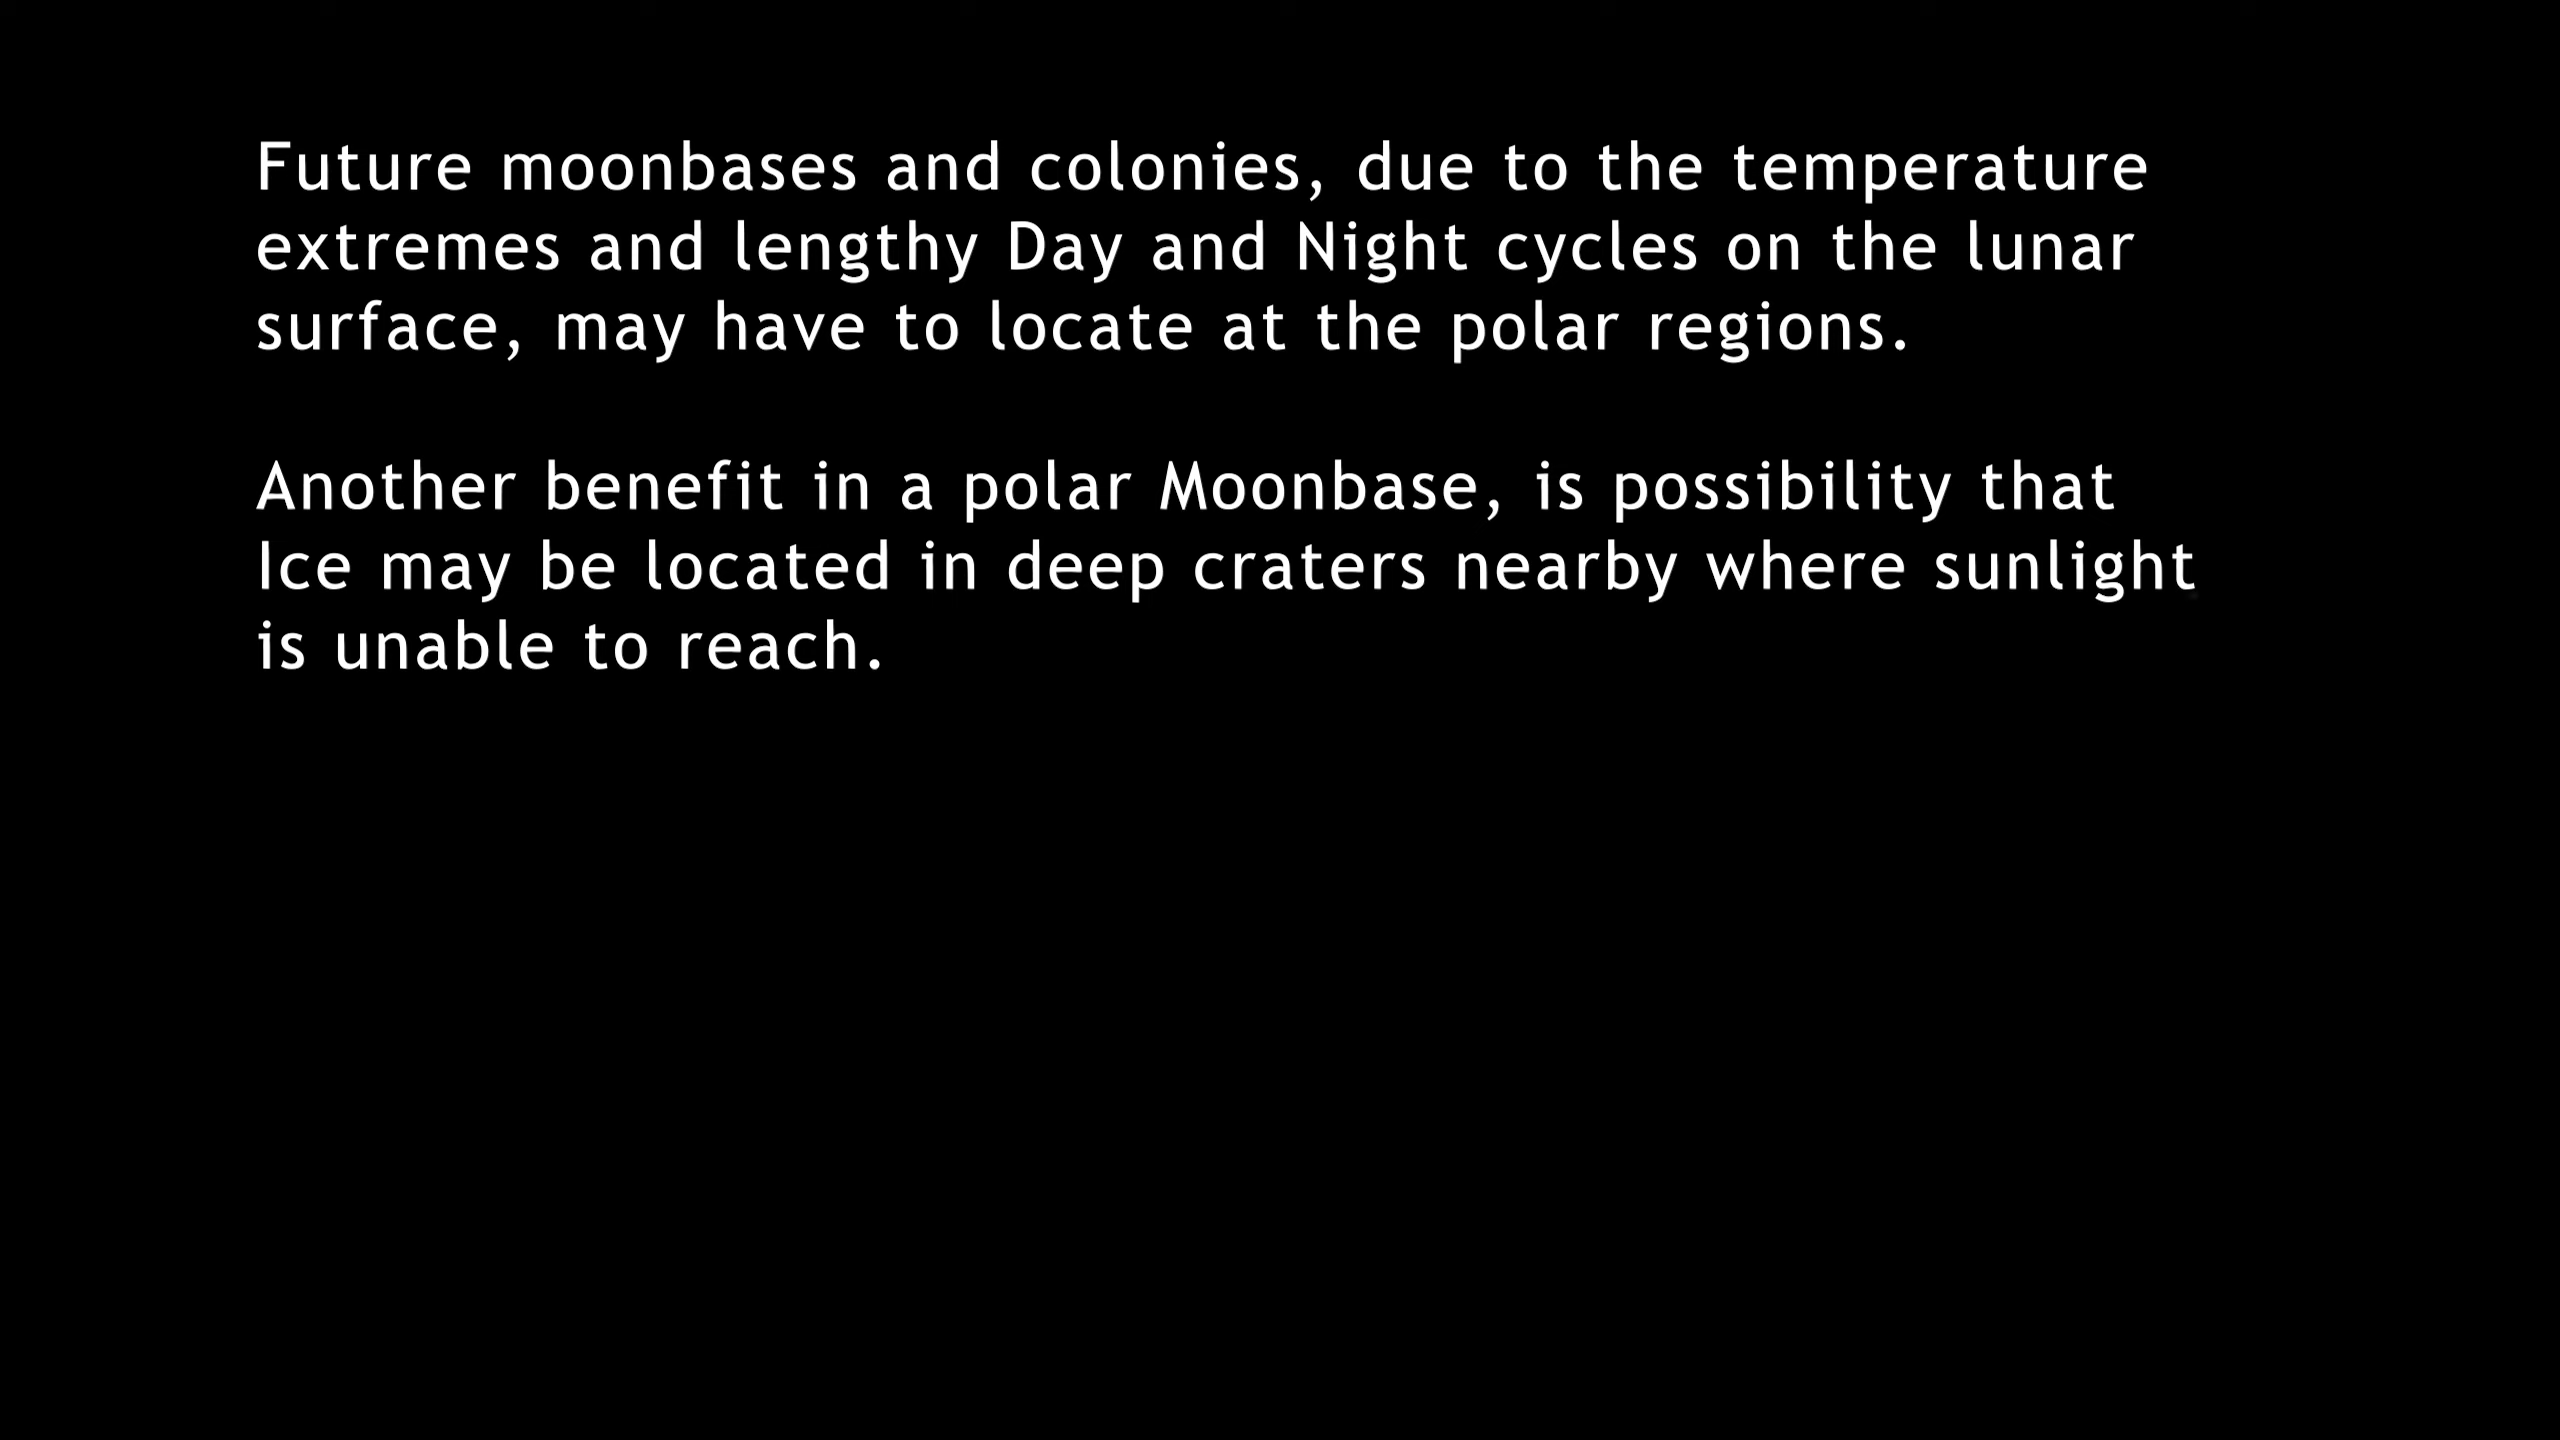 Future moonbases and colonies, due to the temperature
extremes and lengthy Day and Night cycles on the lunar
surface, may have to locate at the polar regions.
Another benefit in a polar Moonbase, is possibility that
Ice may be located in deep craters nearby where sunlight
is unable to reach.